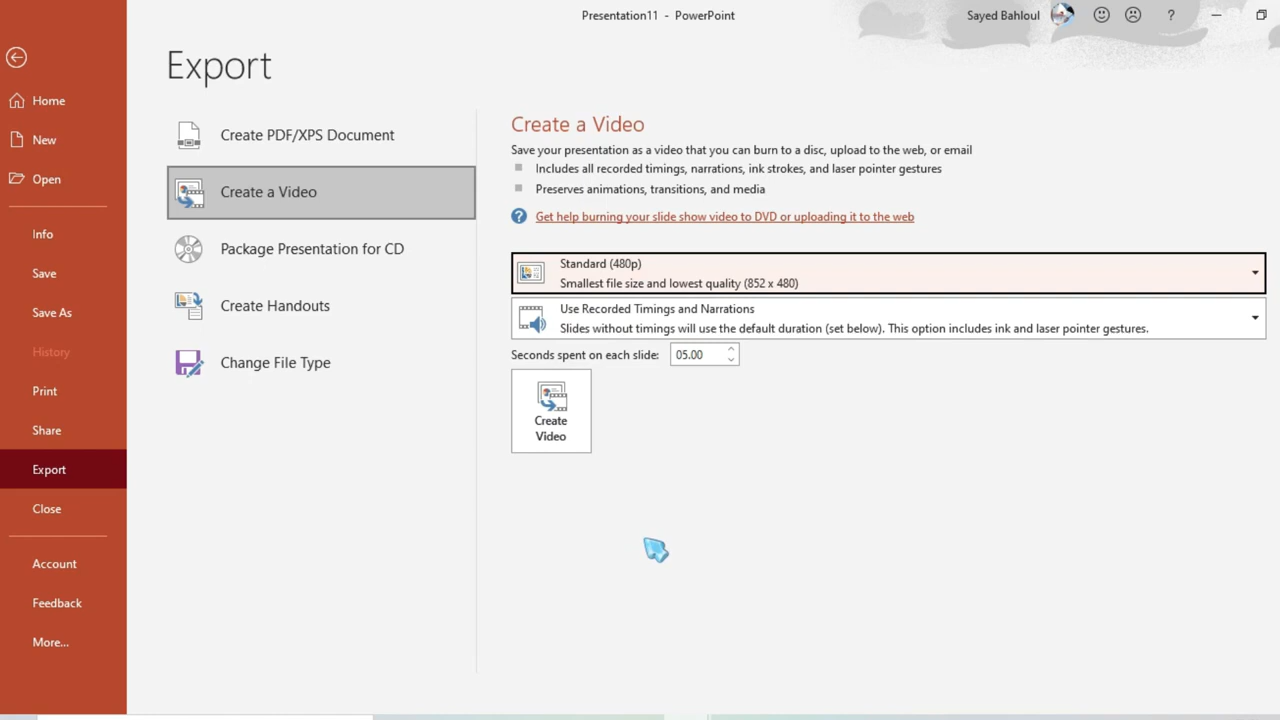 Presentation11 - PowerPoint
Sayed Bahloul
?
Home
New
Open
Info
Save
Save As
History
Print
Share
Export
Close
Account
Feedback
More...
Export
Create PDF/XPS Document
Create a Video
Package Presentation for CD
Create Handouts
Change File Type
Create a Video
Save your presentation as a video that you can burn to a disc, upload to the web, or email
Includes all recorded timings, narrations, ink strokes, and laser pointer gestures
Preserves animations, transitions, and media
? Get help burning your slide show video to DVD or uploading it to the web
Standard (480p)
Smallest file size and lowest quality (852 x 480)
Use Recorded Timings and Narrations
Slides without timings will use the default duration (set below). This option includes ink and laser pointer gestures.
Seconds spent on each slide: 05.00
Create
Video